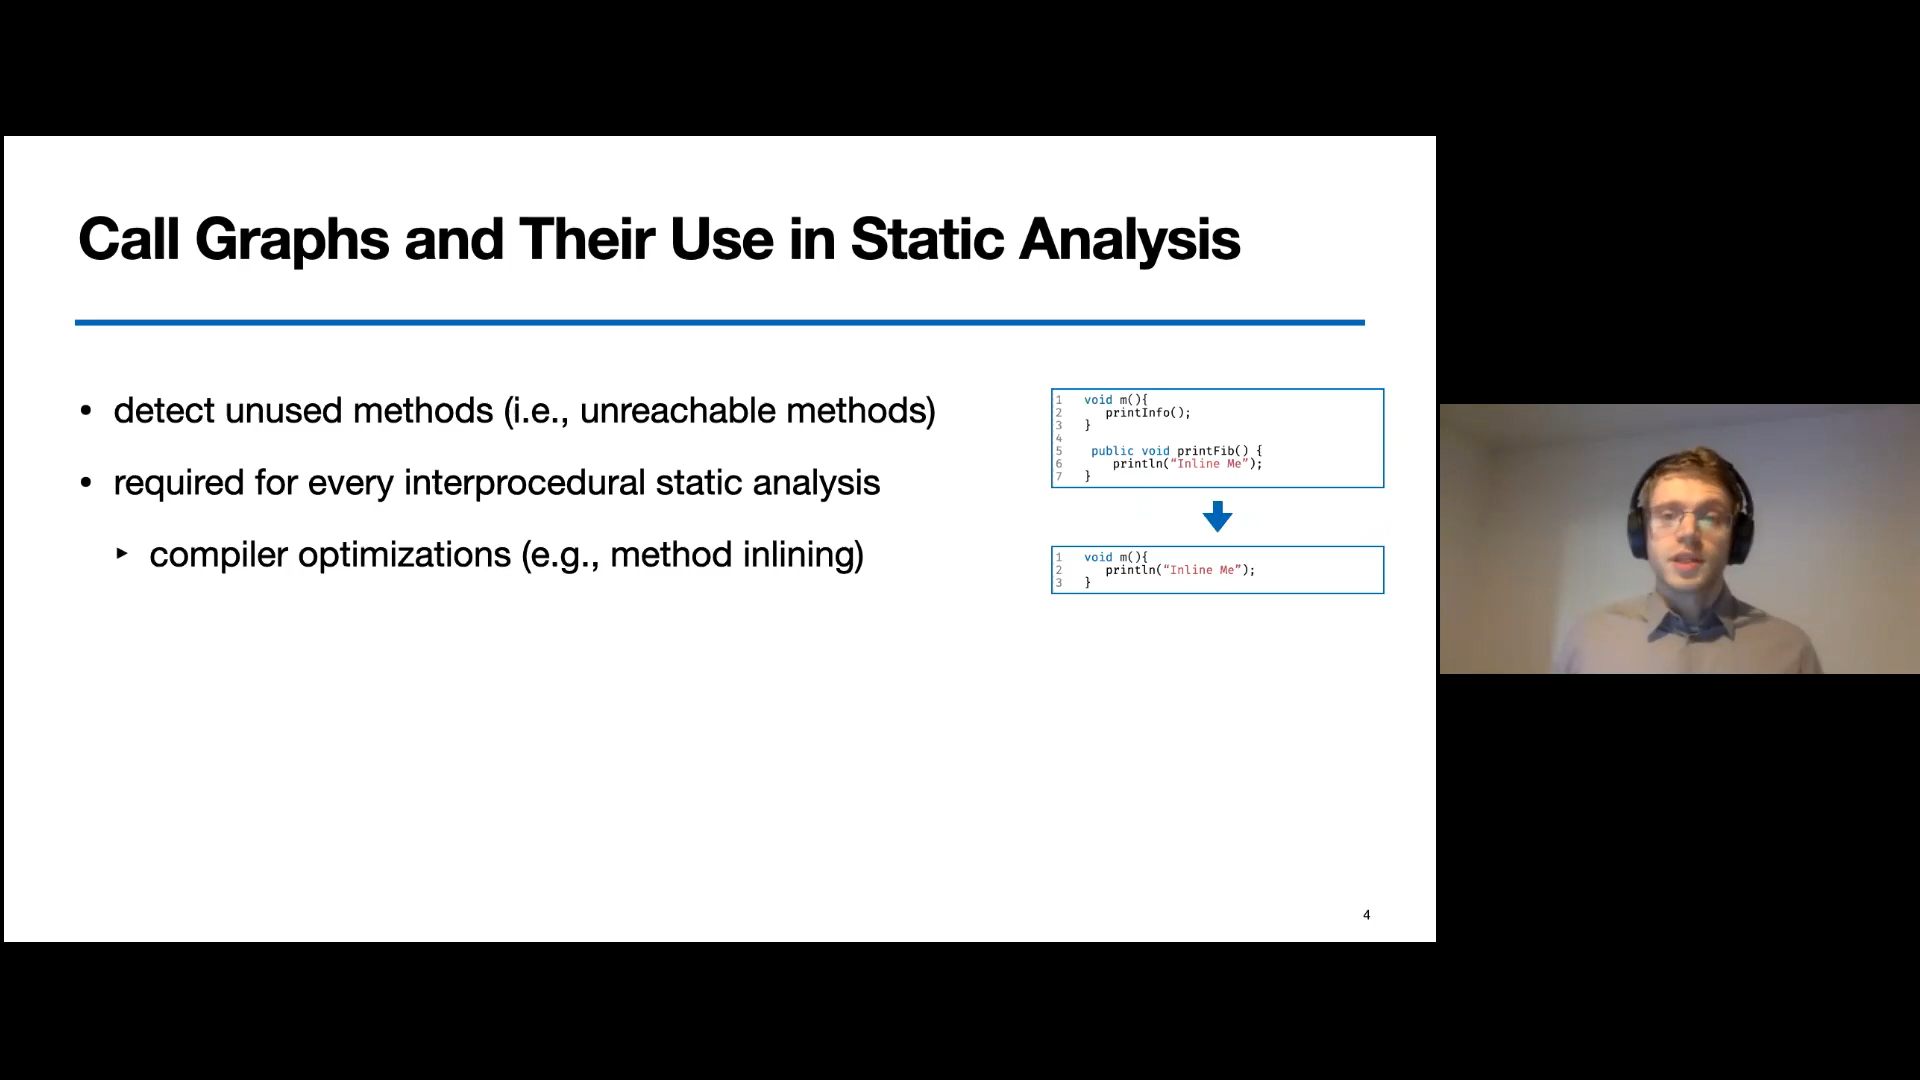 Call Graphs and Their Use in Static Analysis
• detect unused methods (i.e., unreachable methods)
• required for every interprocedural static analysis
‣ compiler optimizations (e.g., method inlining)
1 void m(){
2 printInfo();
3 }
4
5 public void printFib() {
6 println(“Inline Me”);
7 }
1 void m(){
2 println(“Inline Me”);
3 }
4